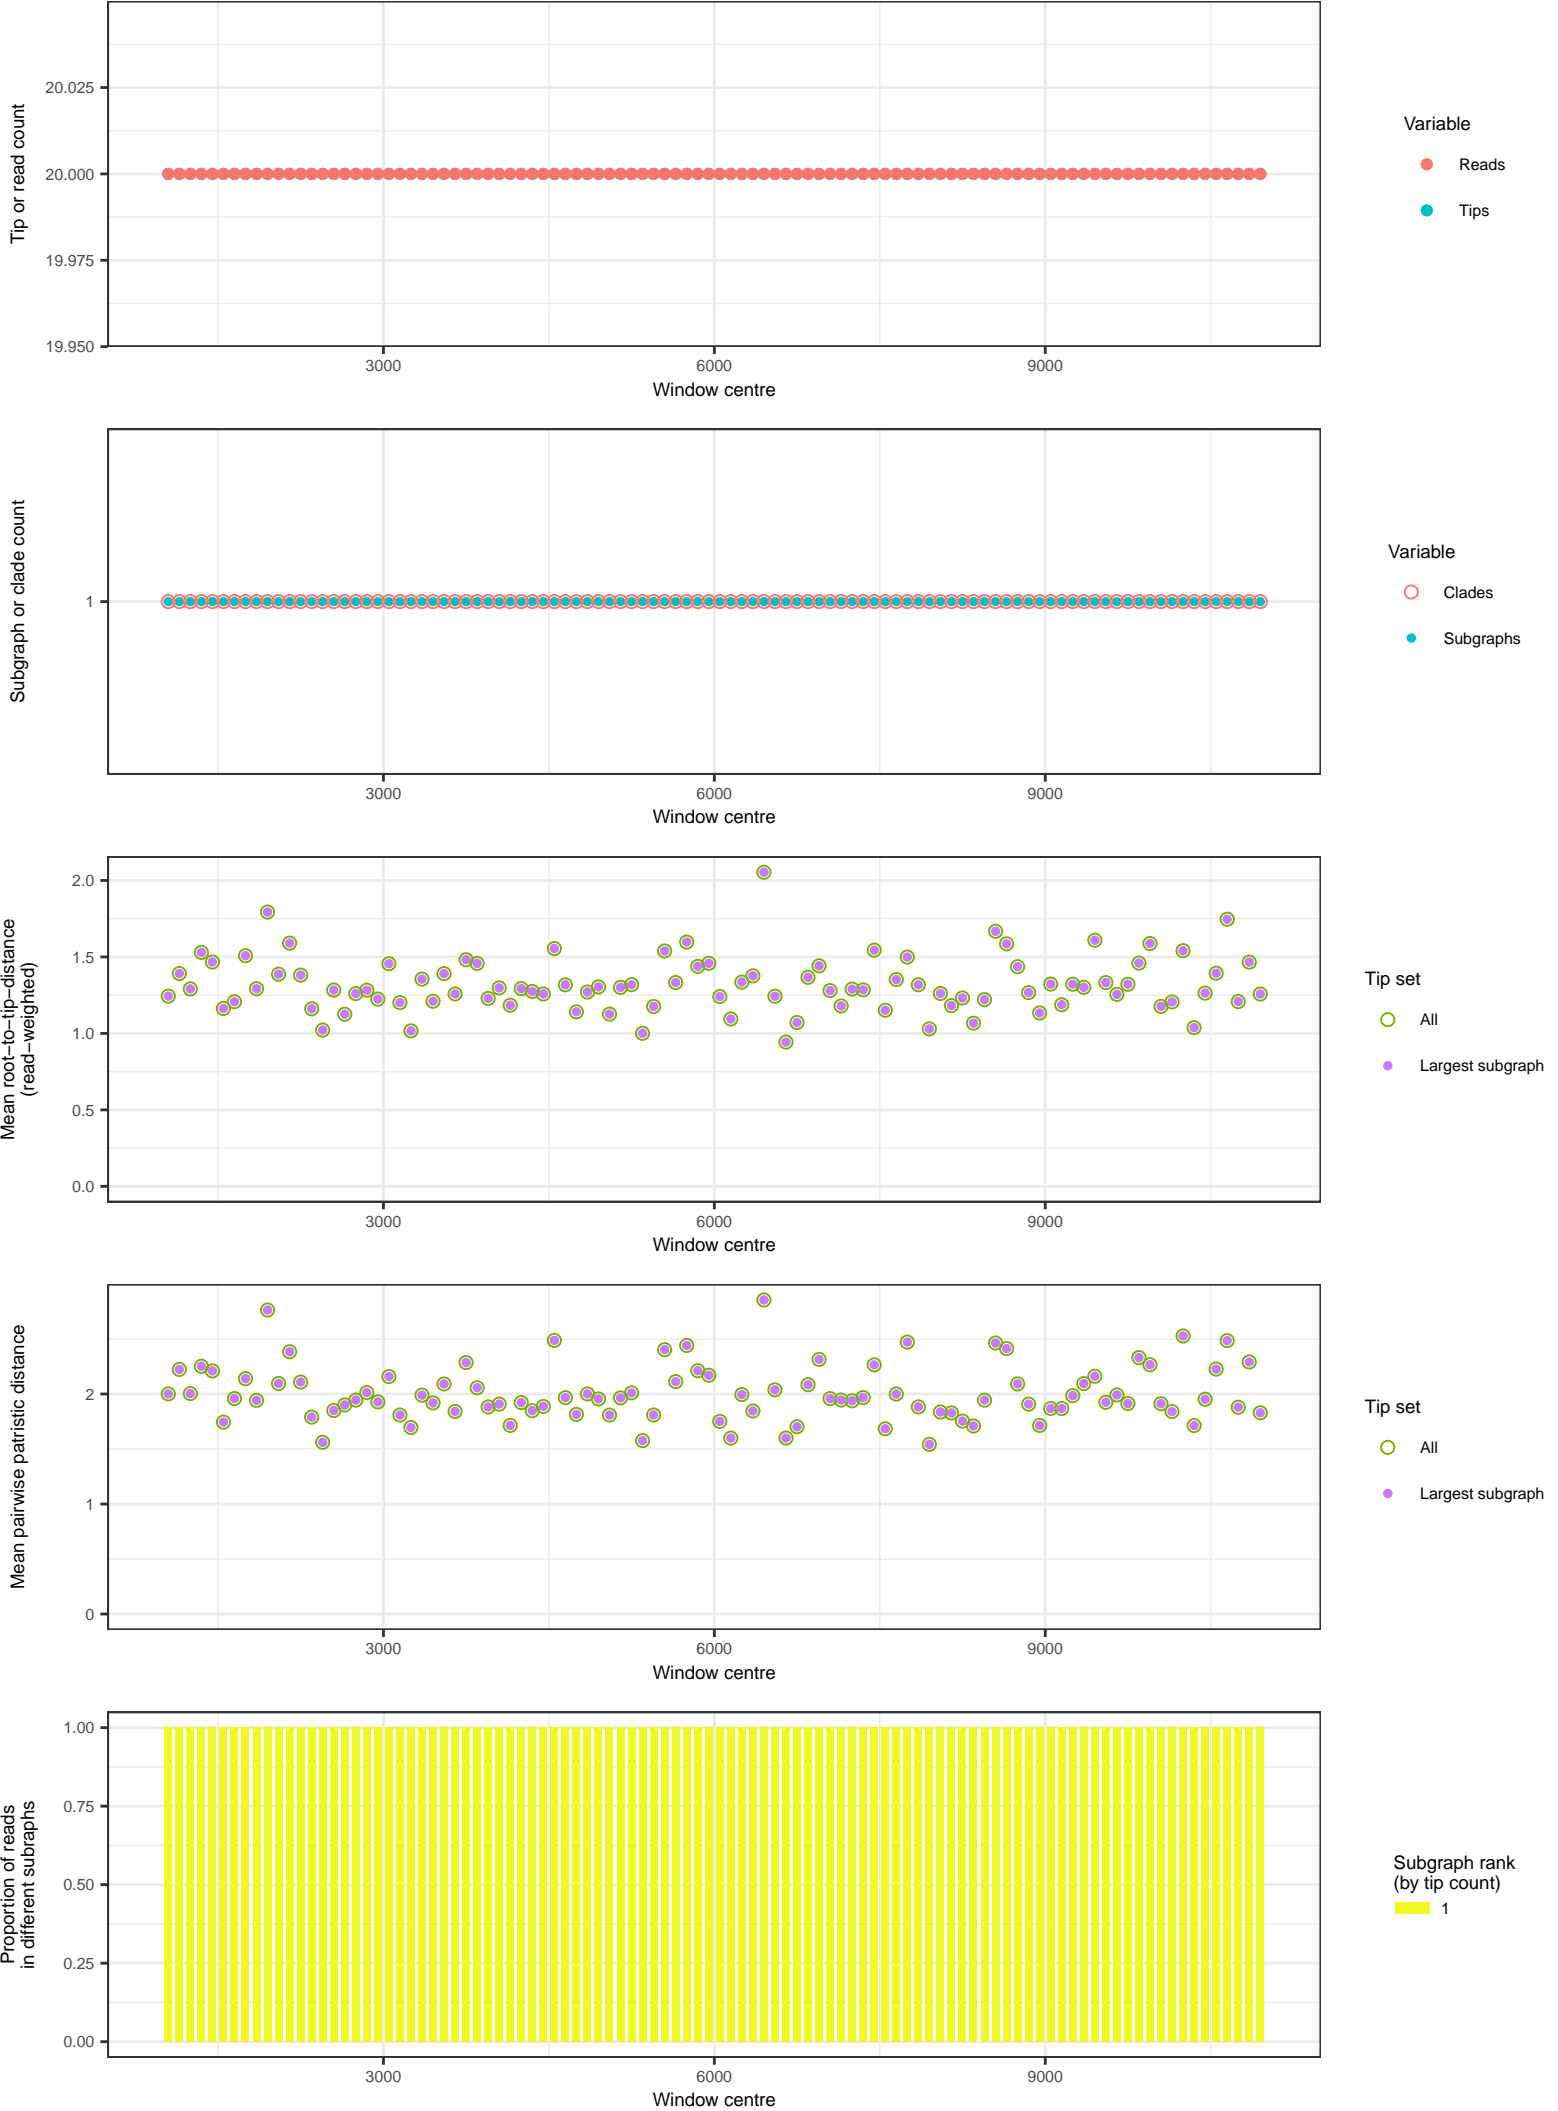 Tip or read count
20.025
20.000
19.975
19.950
3000 6000 9000
Window centre
Variable
Reads
Tips
Subgraph or clade count
1
3000 6000 9000
Window centre
Variable
Clades
Subgraphs
Mean root−to−tip−distance
(read−weighted)
2.0
1.5
1.0
0.5
0.0
3000 6000 9000
Window centre
Tip set
All
Largest subgraph
Mean pairwise patristic distance
2
1
0
3000 6000 9000
Window centre
Tip set
All
Largest subgraph
Proportion of reads
in different subraphs
1.00
0.75
0.50
0.25
0.00
3000 6000 9000
Window centre
Subgraph rank
(by tip count)
1